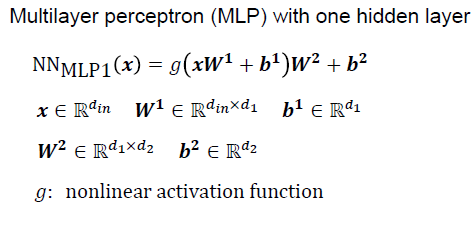 Multilayer perceptron (MLP) with one hidden layer
NN_MLP1(x) = g(xW¹ + b¹)W² + b²
x ∈ ℝ^{d_in} W¹ ∈ ℝ^{d_in×d_1} b¹ ∈ ℝ^{d_1}
W² ∈ ℝ^{d_1×d_2} b² ∈ ℝ^{d_2}
g: nonlinear activation function